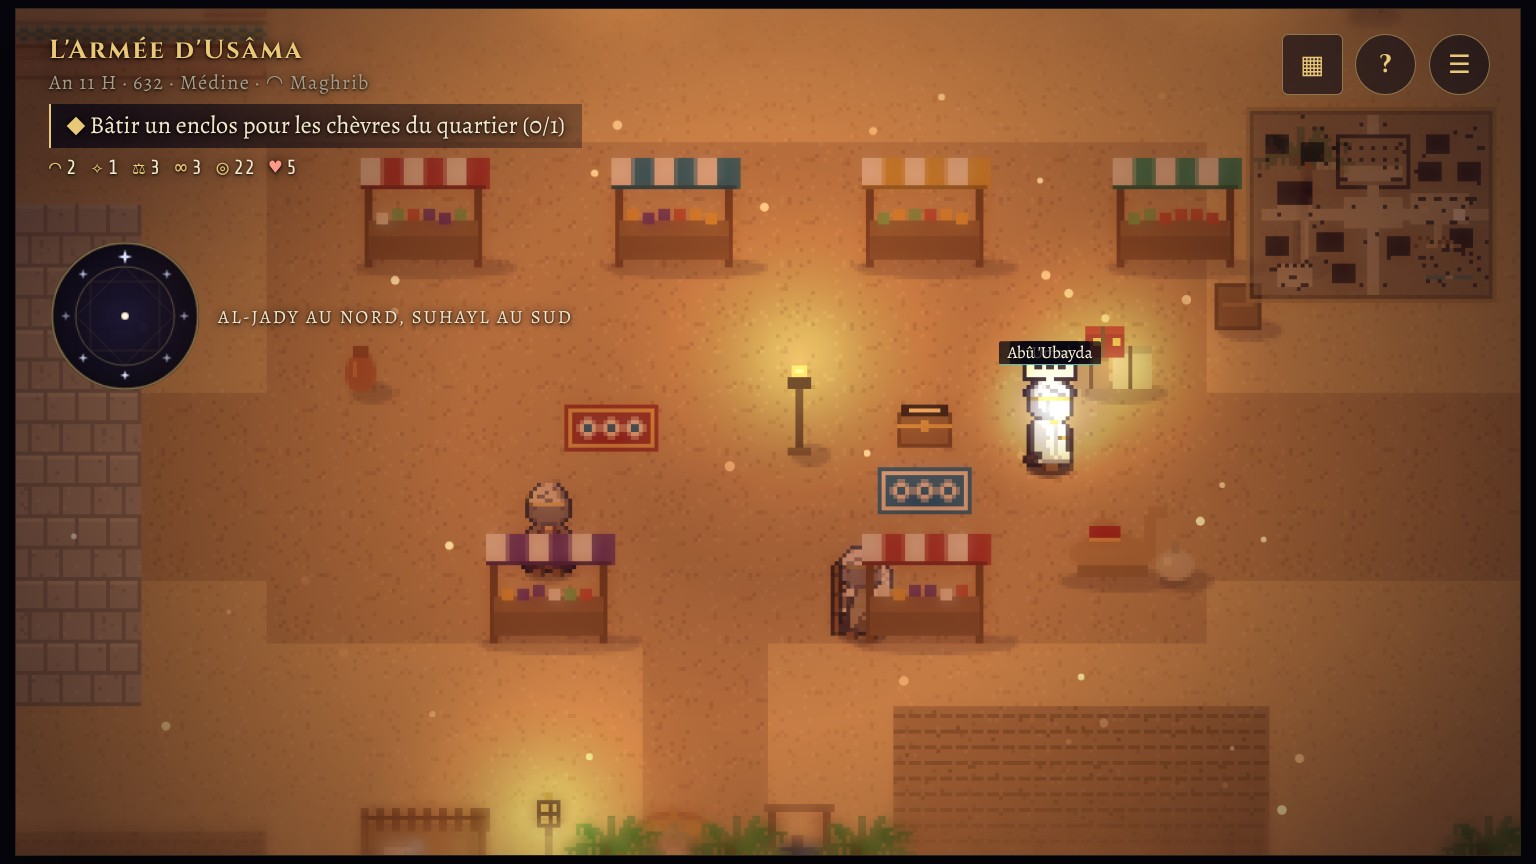 L'ARMÉE D'USÂMA
An 11 H · 632 · Médine · ◠ Maghrib
◆ Bâtir un enclos pour les chèvres du quartier (0/1)
◠ 2 ✧ 1 ⚖ 3 ∞ 3 ◎ 22 ♥ 5
?
AL-JADY AU NORD, SUHAYL AU SUD
Abû 'Ubayda